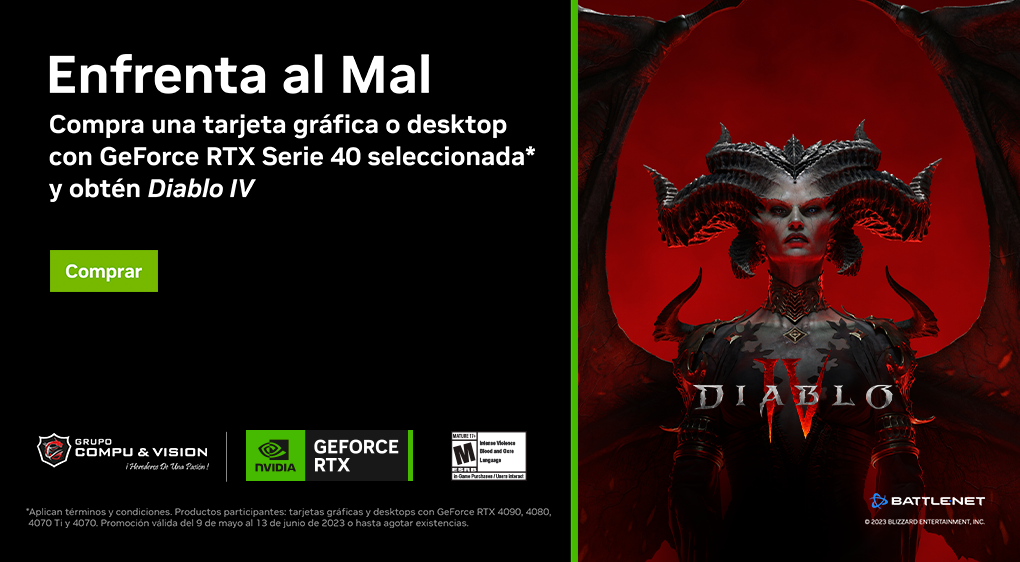 Enfrenta al Mal
Compra una tarjeta gráfica o desktop
con GeForce RTX Serie 40 seleccionada*
y obtén Diablo IV
Comprar
GRUPO
COMPU & VISION
¡Herederos De Una Pasión!
NVIDIA
GEFORCE
RTX
MATURE 17+
M
ESRB
Intense Violence
Blood and Gore
Language
In-Game Purchases / Users Interact
*Aplican términos y condiciones. Productos participantes: tarjetas gráficas y desktops con GeForce RTX 4090, 4080,
4070 Ti y 4070. Promoción válida del 9 de mayo al 13 de junio de 2023 o hasta agotar existencias.
DIABLO
IV
BATTLENET
© 2023 BLIZZARD ENTERTAINMENT, INC.